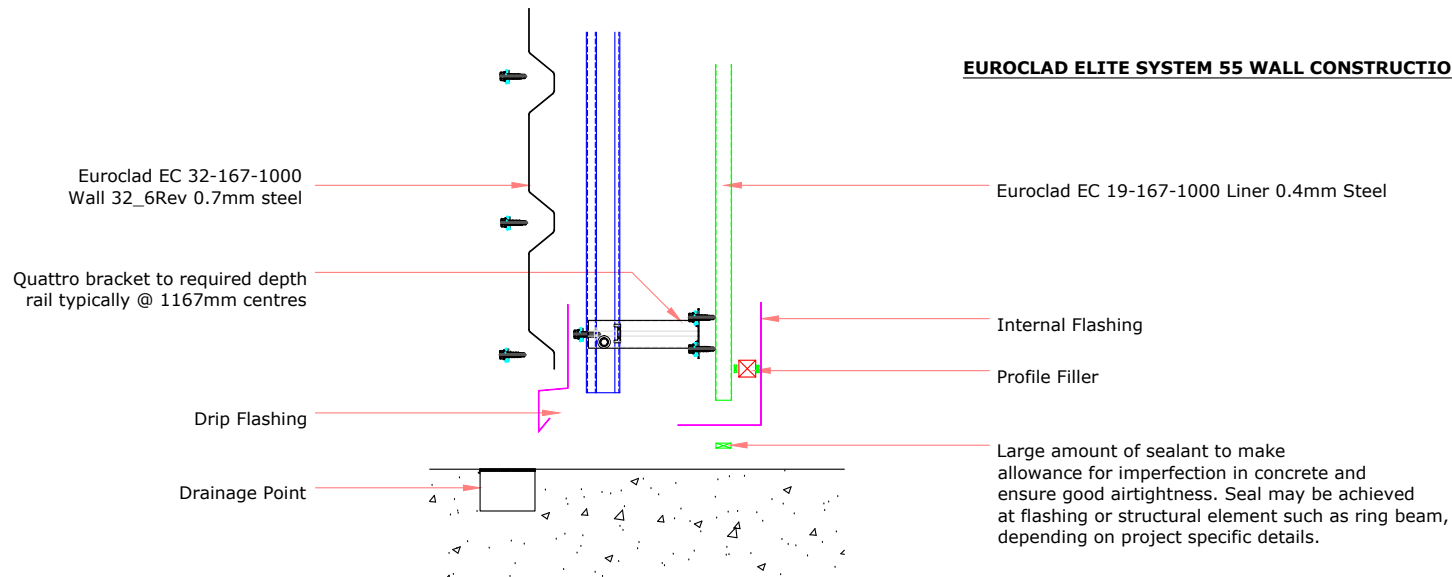 EUROCLAD ELITE SYSTEM 55 WALL CONSTRUCTIO
Euroclad EC 32-167-1000
Wall 32_6Rev 0.7mm steel
Quattro bracket to required depth
rail typically @ 1167mm centres
Drip Flashing
Drainage Point
Euroclad EC 19-167-1000 Liner 0.4mm Steel
Internal Flashing
Profile Filler
Large amount of sealant to make
allowance for imperfection in concrete and
ensure good airtightness. Seal may be achieved
at flashing or structural element such as ring beam,
depending on project specific details.